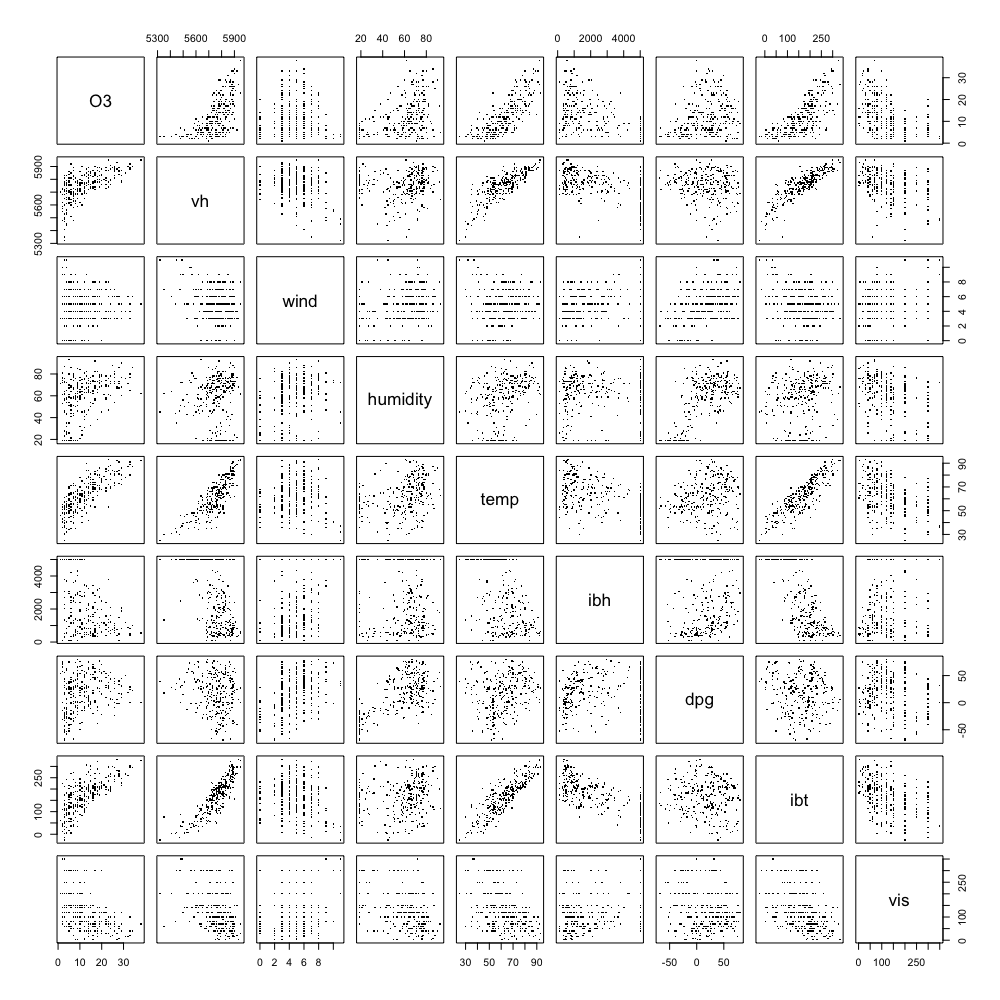 5300 5600 5900 20 40 60 80 0 2000 4000 0 100 250
O3 0 10 20 30
5300 5600 5900 vh
wind 0 2 4 6 8
20 40 60 80 humidity
temp 30 50 70 90
0 2000 4000 ibh
dpg -50 0 50
0 100 250 ibt
vis 0 100 250
0 10 20 30 0 2 4 6 8 30 50 70 90 -50 0 50 0 100 250